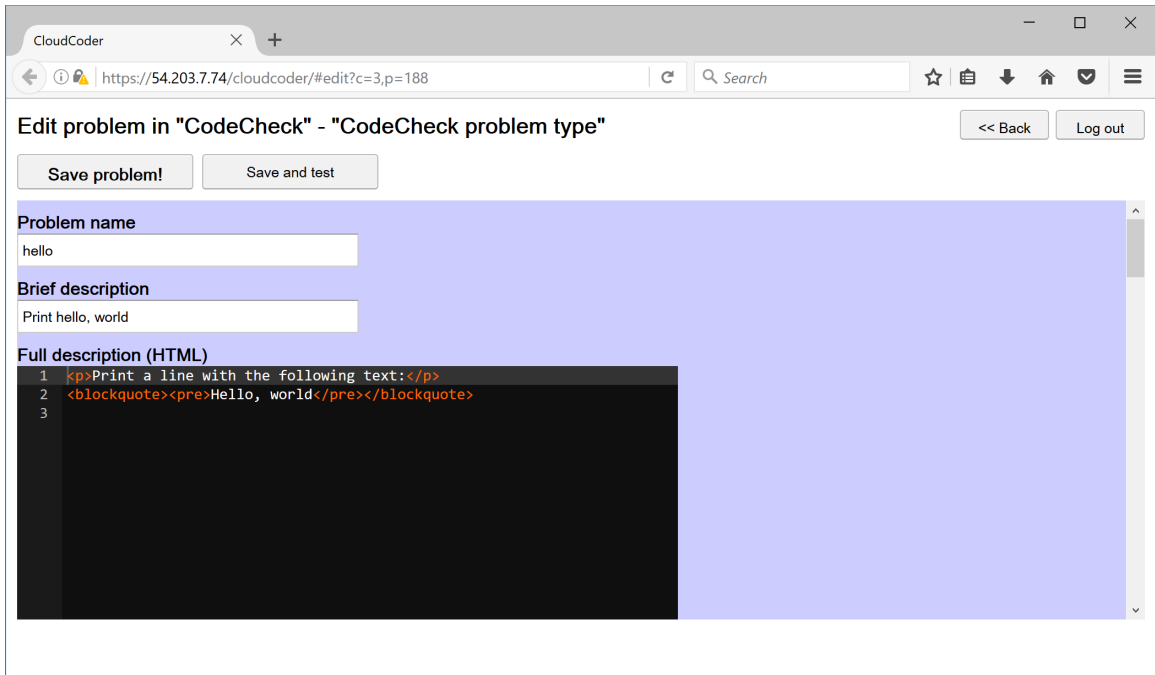 CloudCoder
https://54.203.7.74/cloudcoder/#edit?c=3,p=188
Search
Edit problem in "CodeCheck" - "CodeCheck problem type"
<< Back
Log out
Save problem!
Save and test
Problem name
hello
Brief description
Print hello, world
Full description (HTML)
1 <p>Print a line with the following text:</p>
2 <blockquote><pre>Hello, world</pre></blockquote>
3